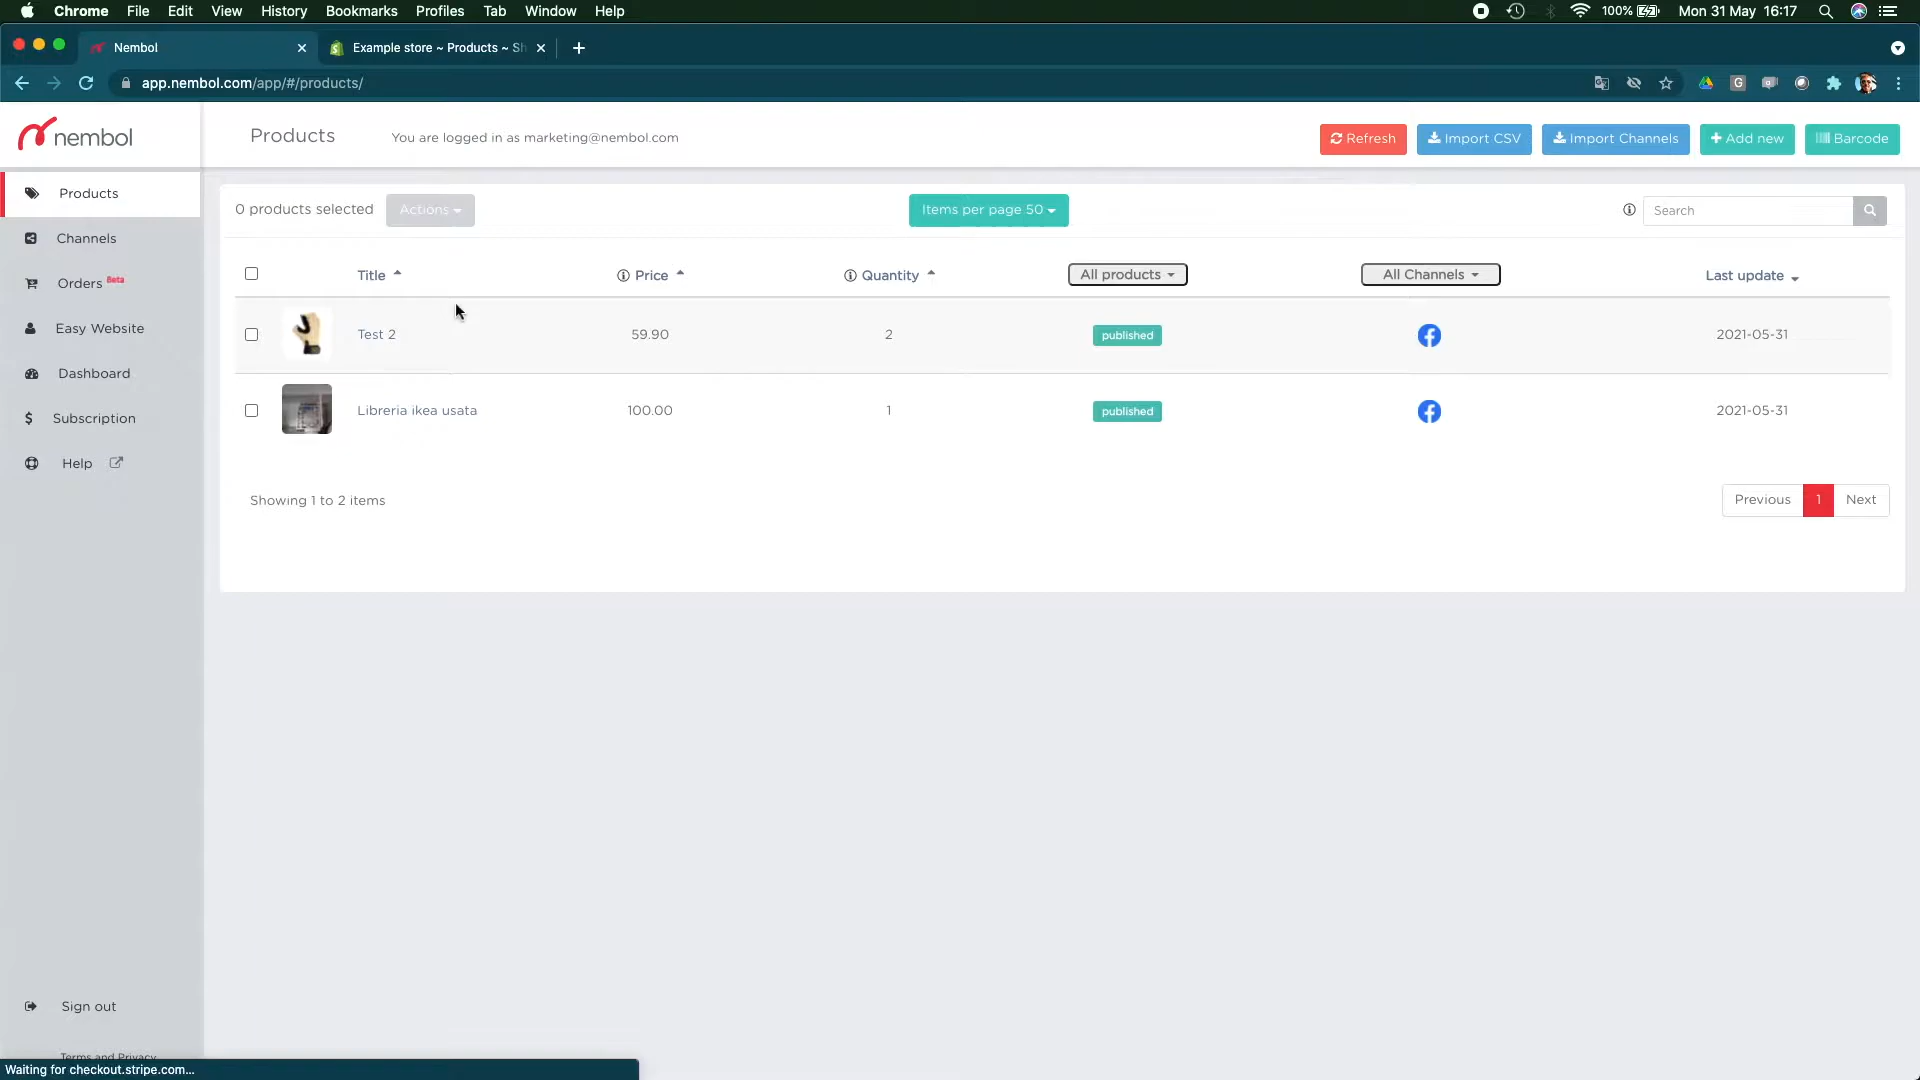 Chrome File Edit View History Bookmarks Profiles Tab Window Help 100% Mon 31 May 16:17
Nembol Example store ~ Products ~ Sh
app.nembol.com/app/#/products/
nembol
Products You are logged in as marketing@nembol.com Refresh Import CSV Import Channels Add new Barcode
Products
Channels
Orders Beta
Easy Website
Dashboard
Subscription
Help
Sign out
Terms and Privacy
0 products selected Actions Items per page 50 Search
Title Price Quantity All products All Channels Last update
Test 2 59.90 2 published 2021-05-31
Libreria ikea usata 100.00 1 published 2021-05-31
Showing 1 to 2 items Previous 1 Next
Waiting for checkout.stripe.com...